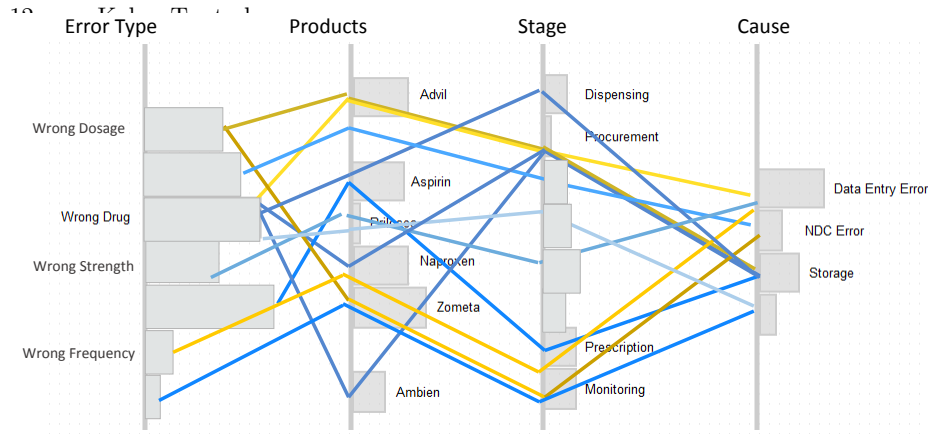 Error Type
Products
Stage
Cause
Advil
Dispensing
Wrong Dosage
Procurement
Aspirin
Data Entry Error
Wrong Drug
Prilosec
NDC Error
Wrong Strength
Naproxen
Storage
Zometa
Wrong Frequency
Prescription
Ambien
Monitoring